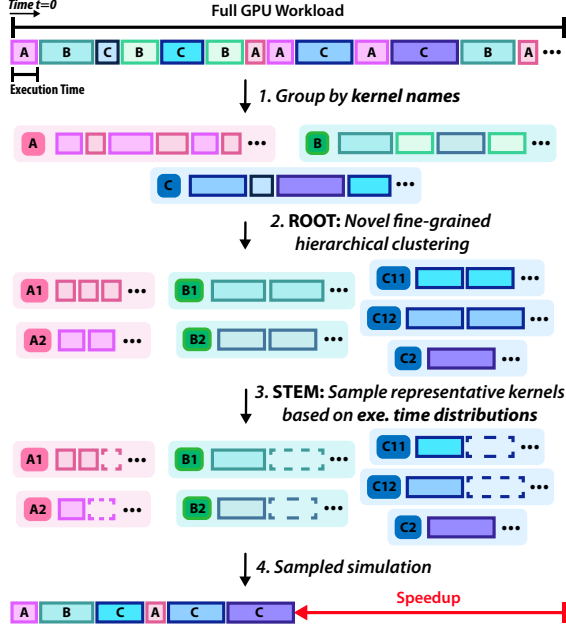 Time t=0
Full GPU Workload
A B C B C B A A C A C B A •••
Execution Time
1. Group by kernel names
A ••• B •••
C •••
2. ROOT: Novel fine-grained
hierarchical clustering
A1 ••• B1 ••• C11 •••
C12 •••
A2 ••• B2 •••
C2 •••
3. STEM: Sample representative kernels
based on exe. time distributions
A1 ••• B1 ••• C11 •••
C12 •••
A2 ••• B2 •••
C2 •••
4. Sampled simulation
Speedup
A B C A C C